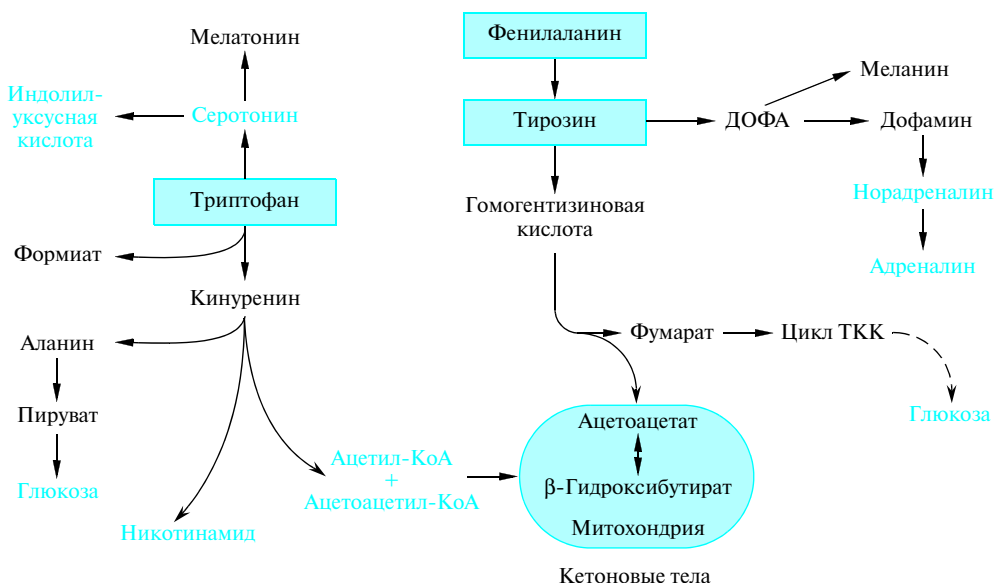 Мелатонин
Индолил-
уксусная
кислота
Серотонин
Триптофан
Формиат
Кинуренин
Аланин
Пируват
Глюкоза
Никотинамид
Ацетил-КоА
+
Ацетоацетил-КоА
Фенилаланин
Тирозин
ДОФА
Меланин
Дофамин
Норадреналин
Адреналин
Гомогентизиновая
кислота
Фумарат
Цикл ТКК
Глюкоза
Ацетоацетат
β-Гидроксибутират
Митохондрия
Кетоновые тела